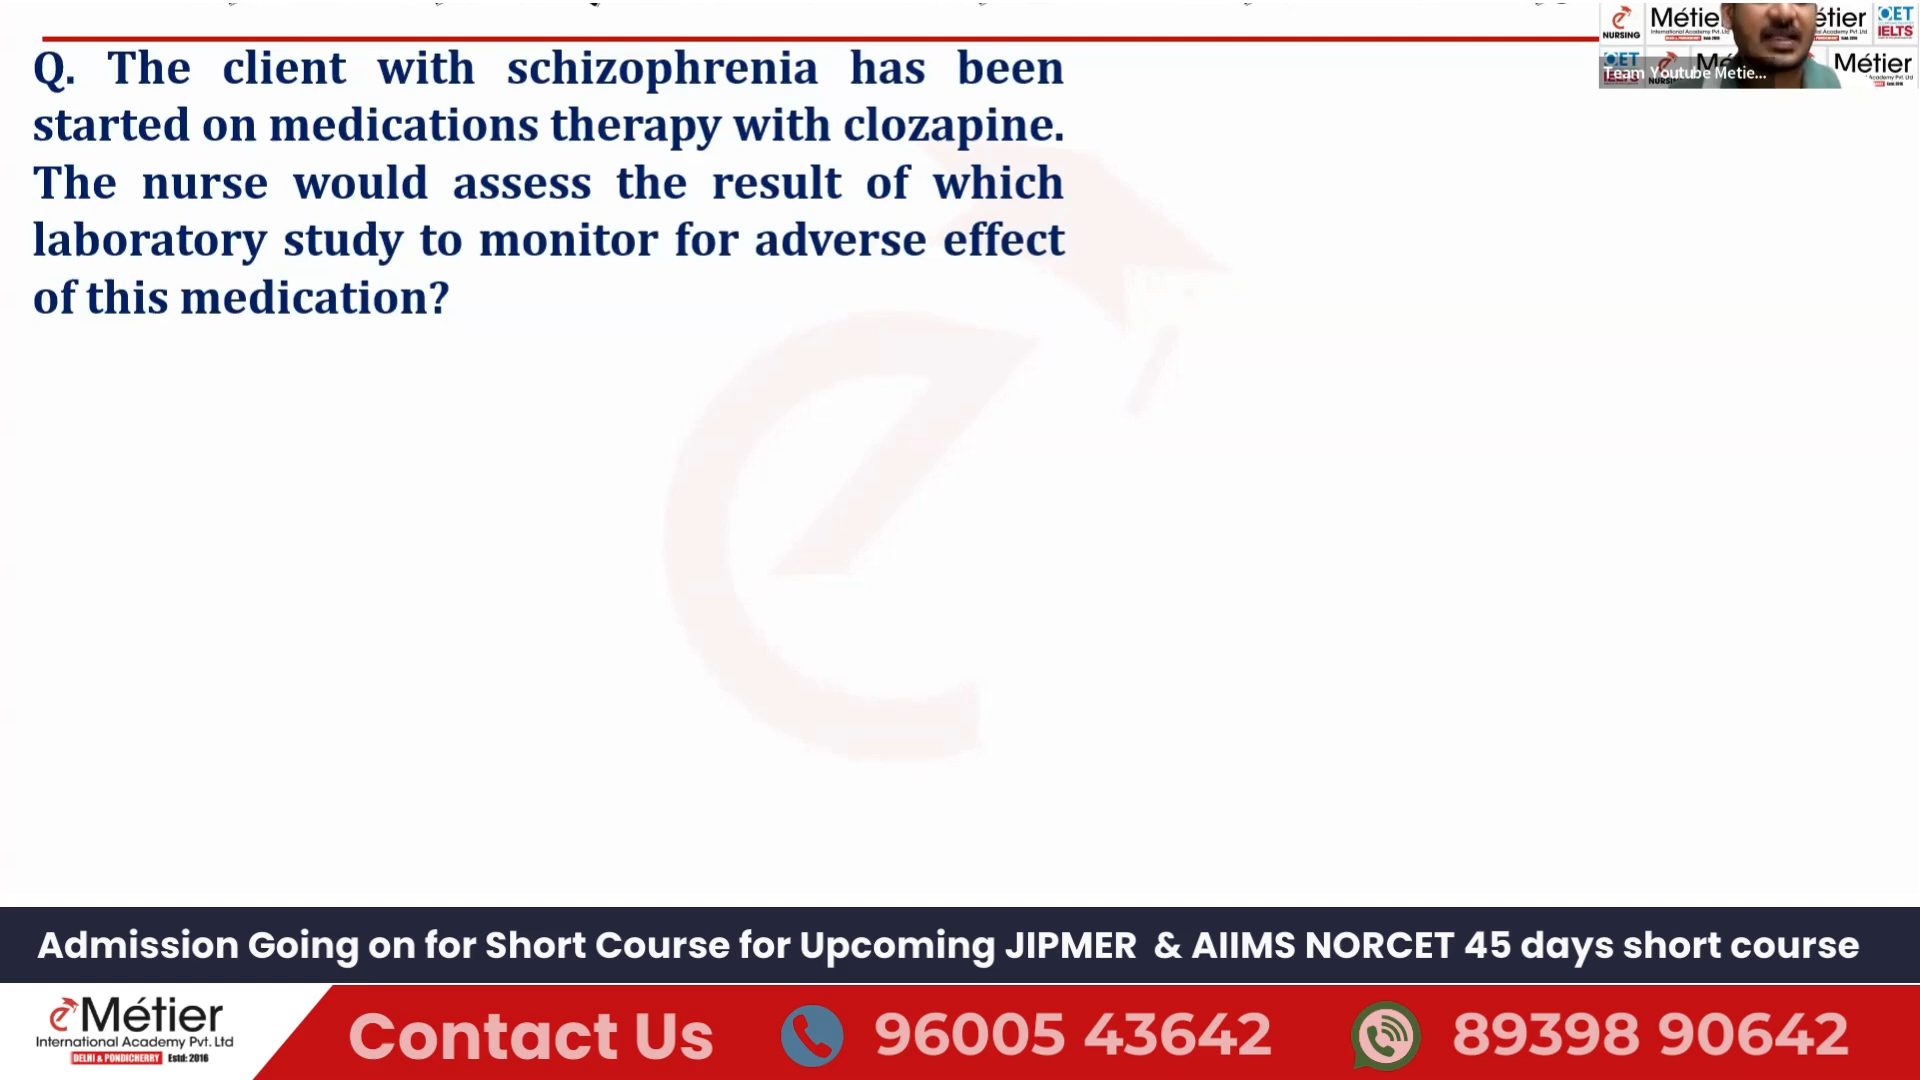 Q. The client with schizophrenia has been
started on medications therapy with clozapine.
The nurse would assess the result of which
laboratory study to monitor for adverse effect
of this medication?
NURSING
Métie
étier
OET
IELTS
OET
Métier
Team Youtube Metie...
Admission Going on for Short Course for Upcoming JIPMER & AIIMS NORCET 45 days short course
Métier
International Academy Pvt. Ltd
DELHI & PONDICHERRY Estd: 2016
Contact Us
96005 43642
89398 90642